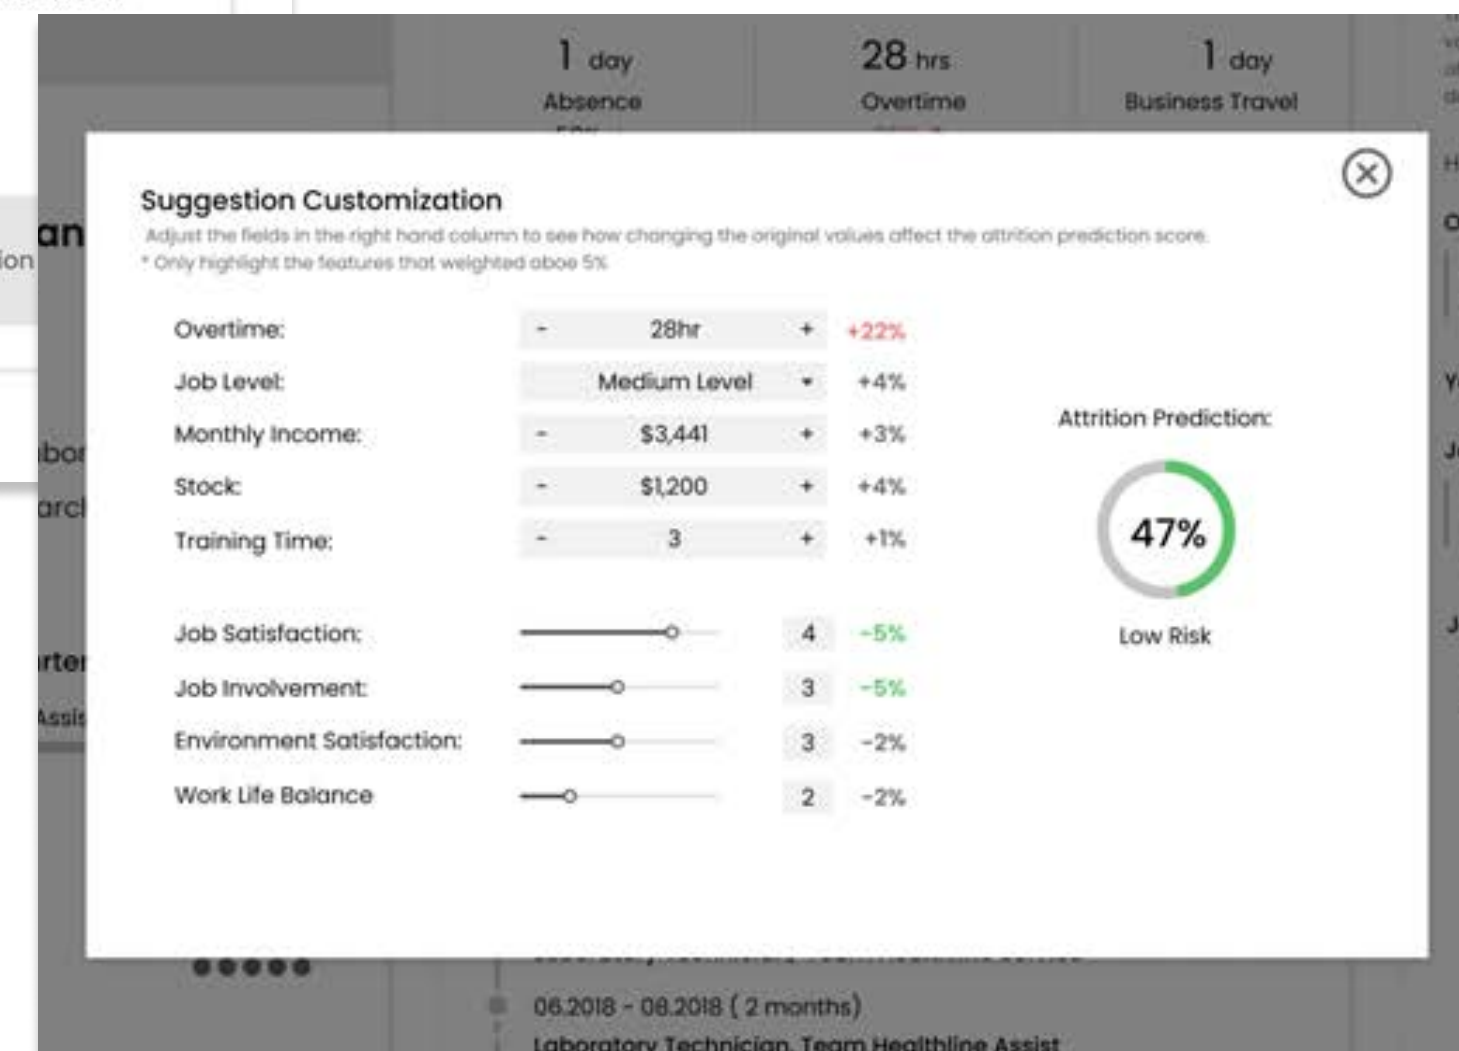 1 day
Absence
28 hrs
Overtime
1 day
Business Travel
Suggestion Customization
Adjust the fields in the right hand column to see how changing the original values affect the attrition prediction score.
* Only highlight the features that weighted aboe 5%
Overtime: - 28hr + +22%
Job Level: Medium Level +4%
Monthly Income: - $3,441 + +3%
Stock: - $1,200 + +4%
Training Time: - 3 + +1%
Job Satisfaction: 4 -5%
Job Involvement: 3 -5%
Environment Satisfaction: 3 -2%
Work Life Balance 2 -2%
Attrition Prediction:
47%
Low Risk
06.2018 - 08.2018 ( 2 months)
Laboratory Technician, Team Healthline Assist